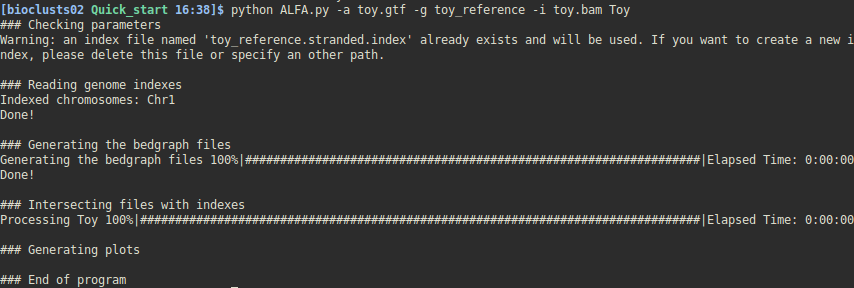 [bioclusts02 Quick_start 16:38]$ python ALFA.py -a toy.gtf -g toy_reference -i toy.bam Toy
### Checking parameters
Warning: an index file named 'toy_reference.stranded.index' already exists and will be used. If you want to create a new i
ndex, please delete this file or specify an other path.
### Reading genome indexes
Indexed chromosomes: Chr1
Done!
### Generating the bedgraph files
Generating the bedgraph files 100%|#################################################################|Elapsed Time: 0:00:00
Done!
### Intersecting files with indexes
Processing Toy 100%|################################################################################|Elapsed Time: 0:00:00
### Generating plots
### End of program